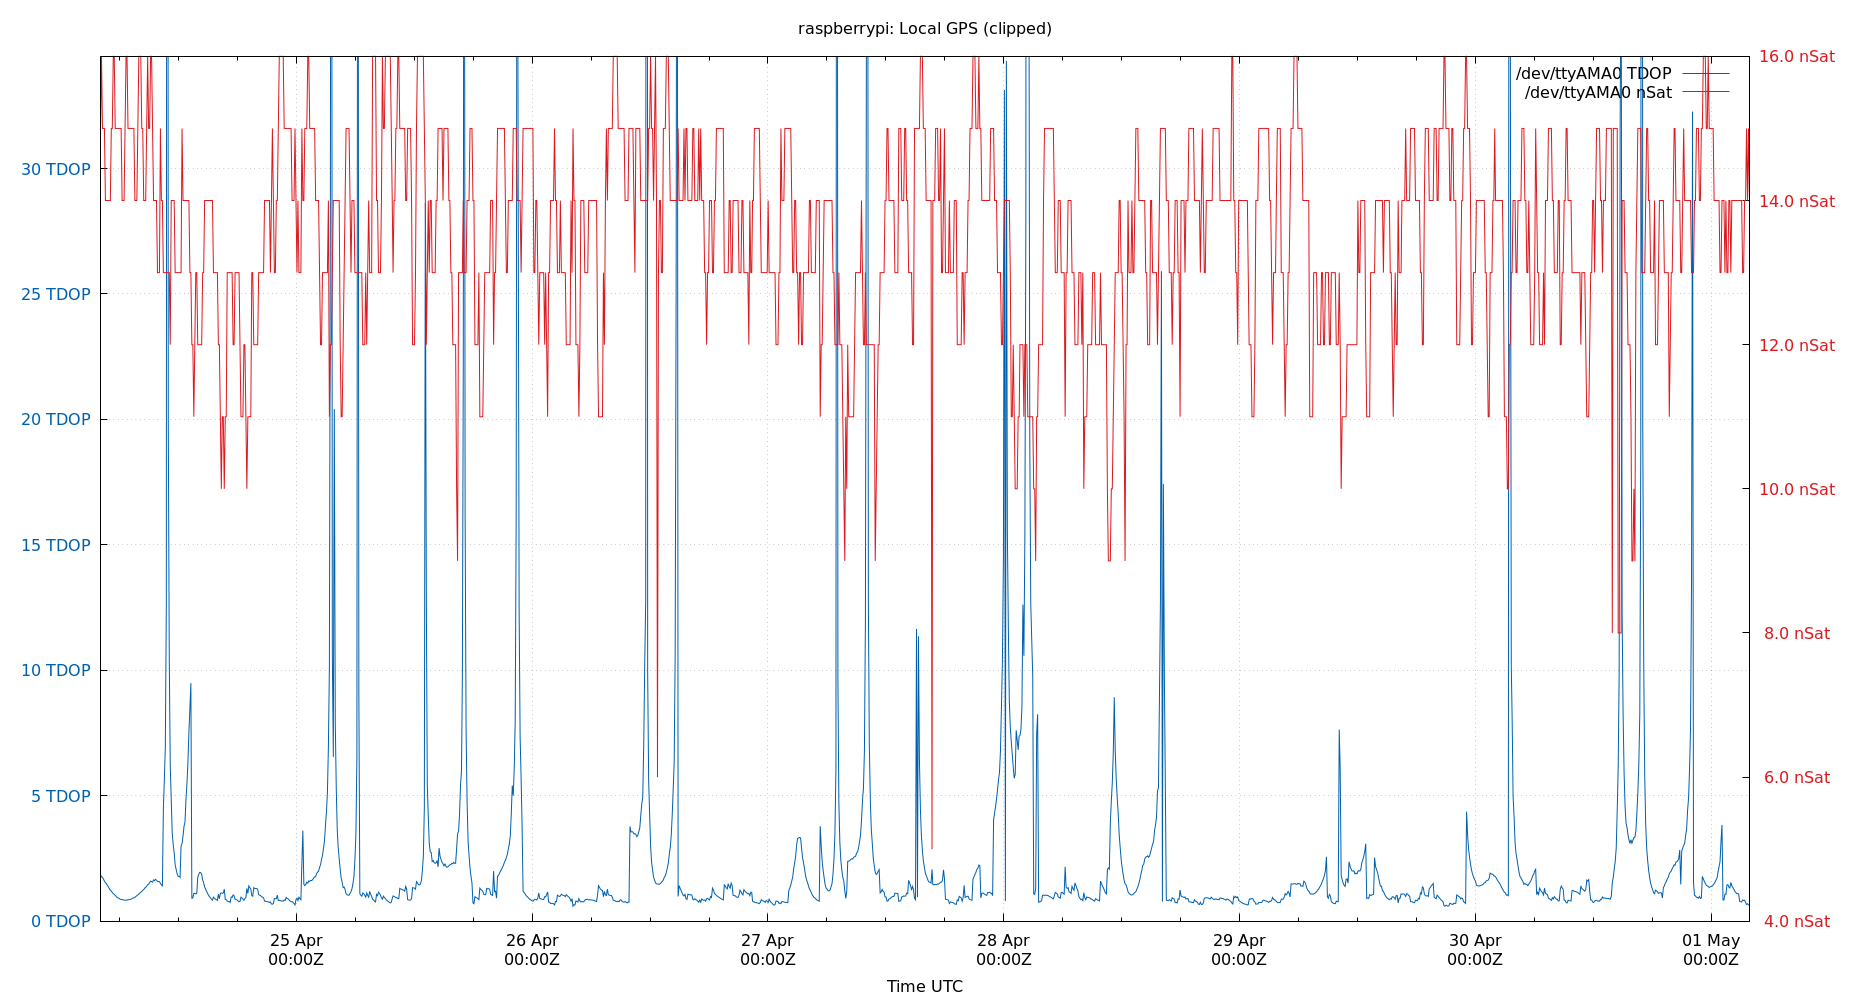 raspberrypi: Local GPS (clipped)
16.0 nSat
/dev/ttyAMA0 TDOP
/dev/ttyAMA0 nSat
30 TDOP
14.0 nSat
25 TDOP
12.0 nSat
20 TDOP
10.0 nSat
15 TDOP
8.0 nSat
10 TDOP
6.0 nSat
5 TDOP
0 TDOP
4.0 nSat
25 Apr
00:00Z
26 Apr
00:00Z
27 Apr
00:00Z
28 Apr
00:00Z
29 Apr
00:00Z
30 Apr
00:00Z
01 May
00:00Z
Time UTC